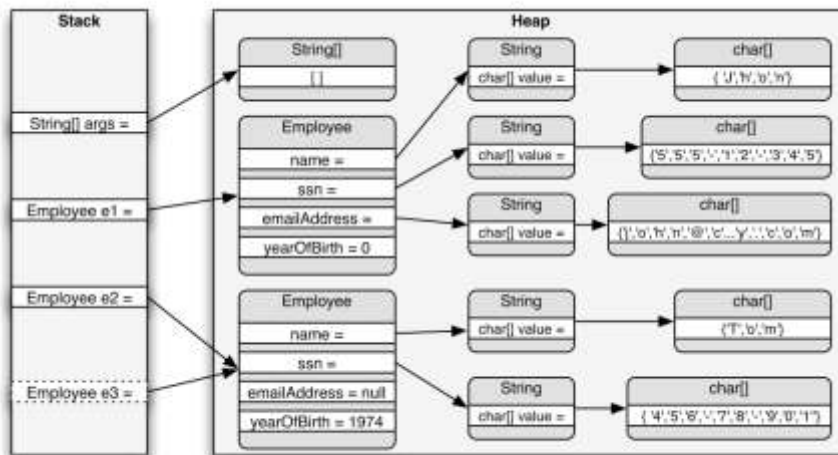 Stack
Heap
String[]
[ ]
String
char[] value =
char[]
{ 'J','h','o','n'}
String[] args =
Employee
name =
ssn =
emailAddress =
yearOfBirth = 0
String
char[] value =
char[]
{'5','5','5','-','1','2','-','3','4','5'}
Employee e1 =
String
char[] value =
char[]
{'j','o','h','n','@','c'...'y','.','c','o','m'}
Employee e2 =
Employee
name =
ssn =
emailAddress = null
yearOfBirth = 1974
String
char[] value =
char[]
{'T','o','m'}
Employee e3 =
String
char[] value =
char[]
{ '4','5','6','-','7','8','-','9','0','1'}